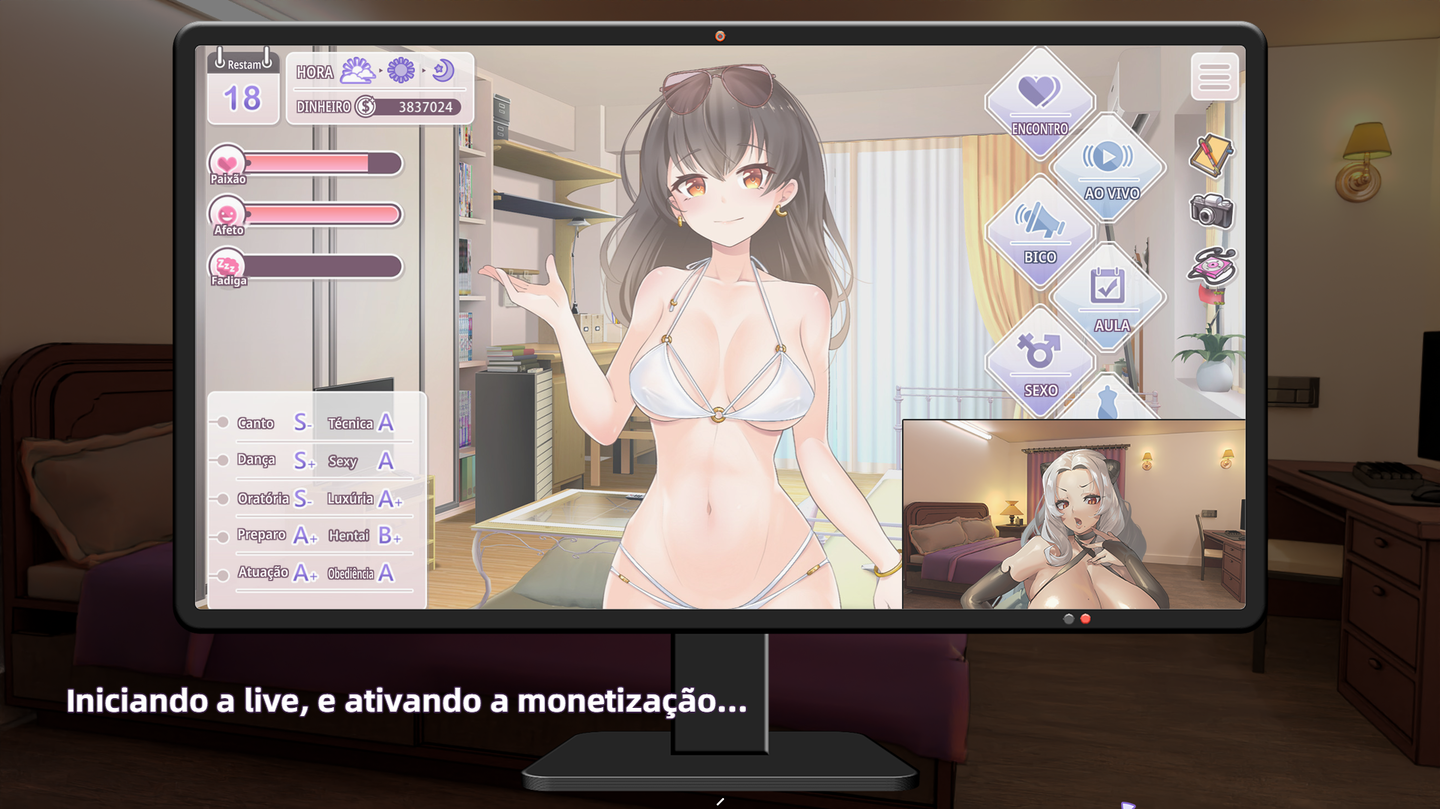 Restam
18
HORA
DINHEIRO $ 3837024
Paixão
Afeto
Zzz
Fadiga
Canto S- Técnica A
Dança S+ Sexy A
Oratória S- Luxúria A+
Preparo A+ Hentai B+
Atuação A+ Obediência A
ENCONTRO
AO VIVO
BICO
AULA
SEXO
Iniciando a live, e ativando a monetização...